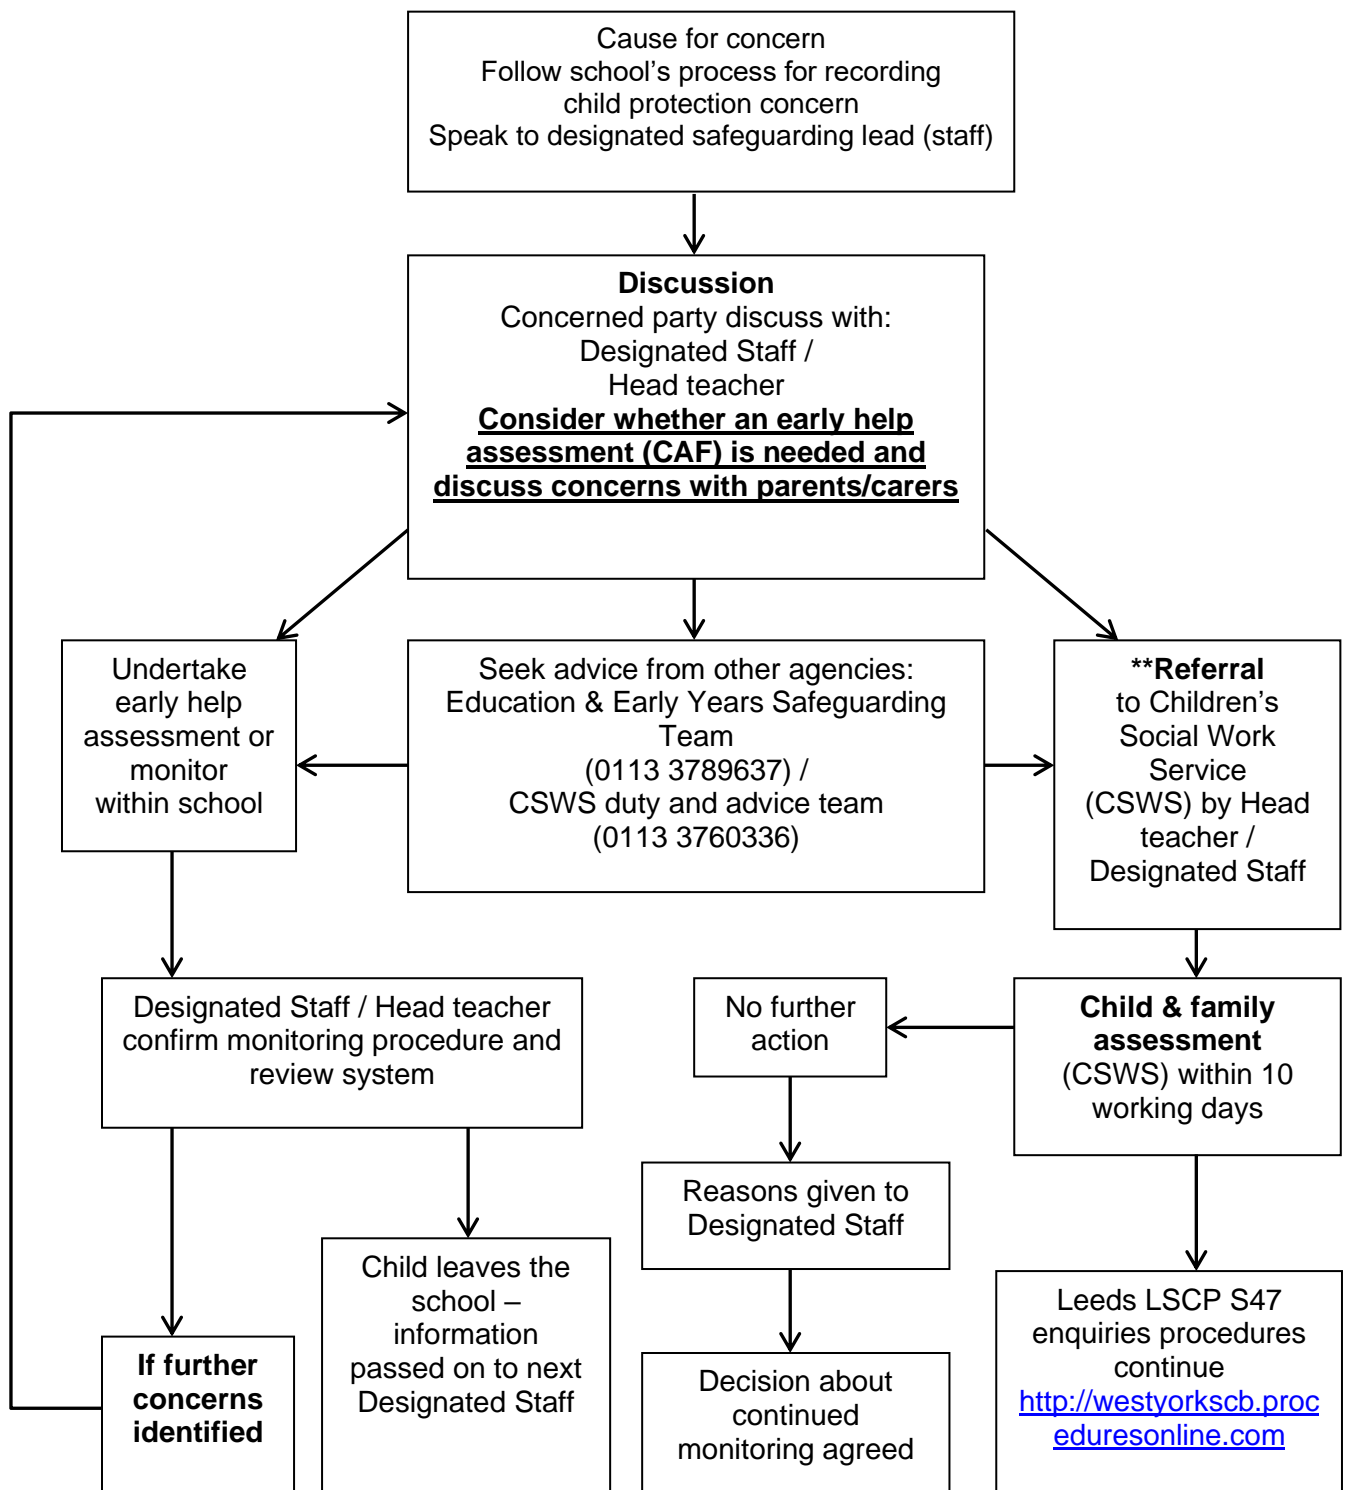 Cause for concern
Follow school’s process for recording
child protection concern
Speak to designated safeguarding lead (staff)
Discussion
Concerned party discuss with:
Designated Staff /
Head teacher
Consider whether an early help
assessment (CAF) is needed and
discuss concerns with parents/carers
Undertake
early help
assessment or
monitor
within school
Seek advice from other agencies:
Education & Early Years Safeguarding
Team
(0113 3789637) /
CSWS duty and advice team
(0113 3760336)
**Referral
to Children’s
Social Work
Service
(CSWS) by Head
teacher /
Designated Staff
Designated Staff / Head teacher
confirm monitoring procedure and
review system
No further
action
Child & family
assessment
(CSWS) within 10
working days
Reasons given to
Designated Staff
If further
concerns
identified
Child leaves the
school –
information
passed on to next
Designated Staff
Decision about
continued
monitoring agreed
Leeds LSCP S47
enquiries procedures
continue
http://westyorkscb.proc
eduresonline.com